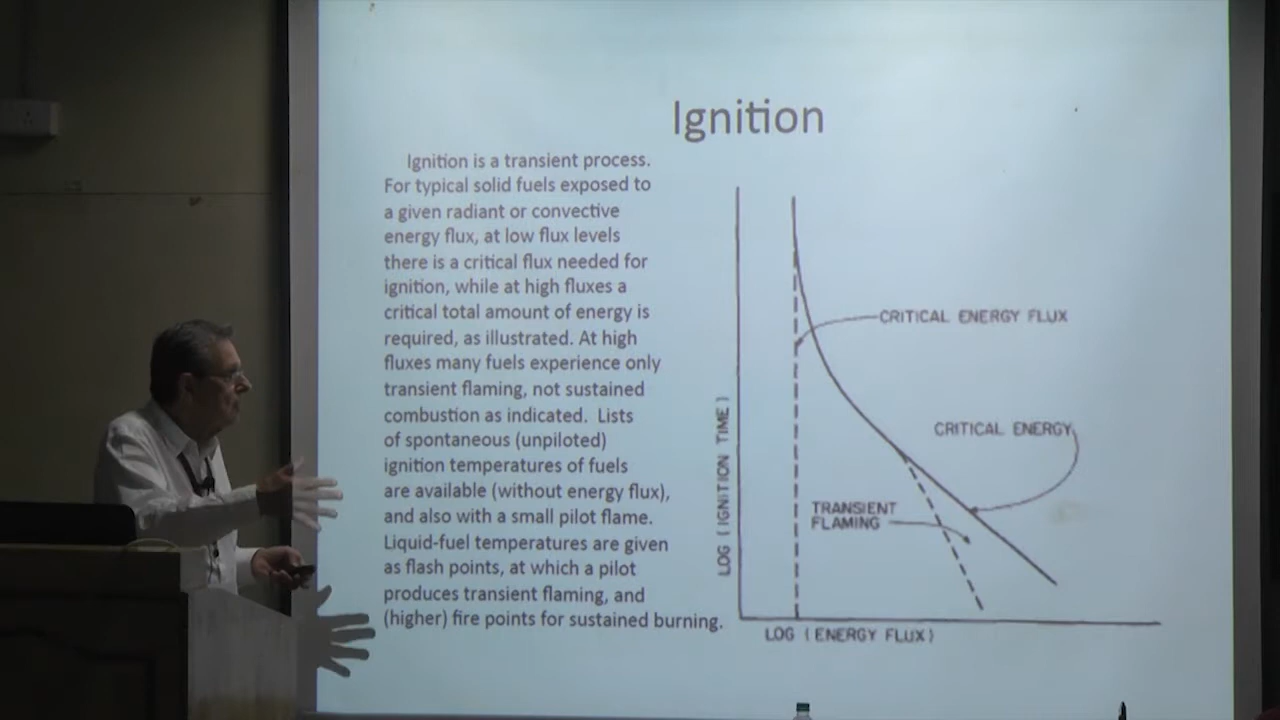 Ignition
Ignition is a transient process.
For typical solid fuels exposed to
a given radiant or convective
energy flux, at low flux levels
there is a critical flux needed for
ignition, while at high fluxes a
critical total amount of energy is
required, as illustrated. At high
fluxes many fuels experience only
transient flaming, not sustained
combustion as indicated. Lists
of spontaneous (unpiloted)
ignition temperatures of fuels
are available (without energy flux),
and also with a small pilot flame.
Liquid-fuel temperatures are given
as flash points, at which a pilot
produces transient flaming, and
(higher) fire points for sustained burning.
CRITICAL ENERGY FLUX
CRITICAL ENERGY
TRANSIENT
FLAMING
LOG (IGNITION TIME)
LOG (ENERGY FLUX)